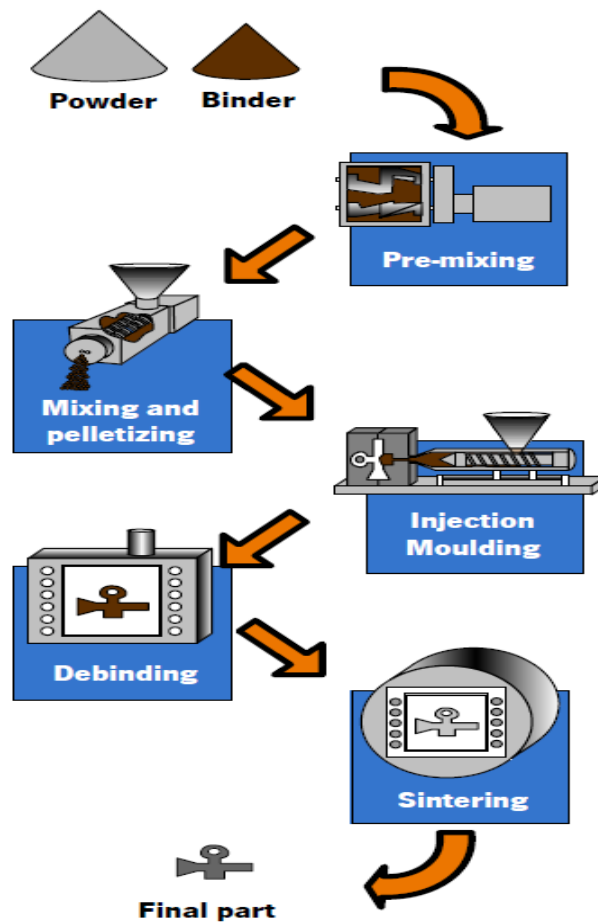 Powder
Binder
Pre-mixing
Mixing and
pelletizing
Injection
Moulding
Debinding
Sintering
Final part